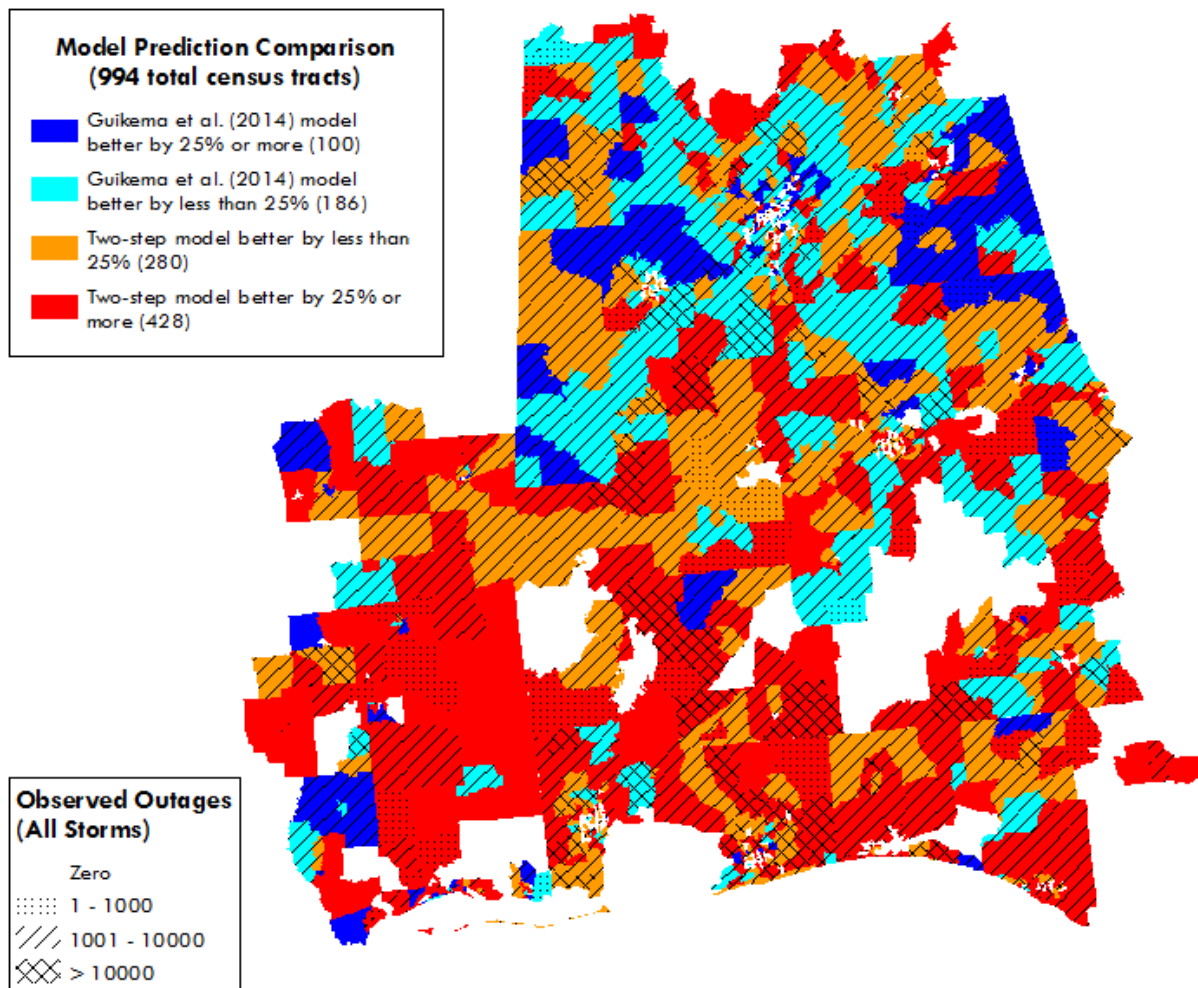 Model Prediction Comparison
(994 total census tracts)
Guikema et al. (2014) model
better by 25% or more (100)
Guikema et al. (2014) model
better by less than 25% (186)
Two-step model better by less than
25% (280)
Two-step model better by 25% or
more (428)
Observed Outages
(All Storms)
Zero
1 - 1000
1001 - 10000
> 10000